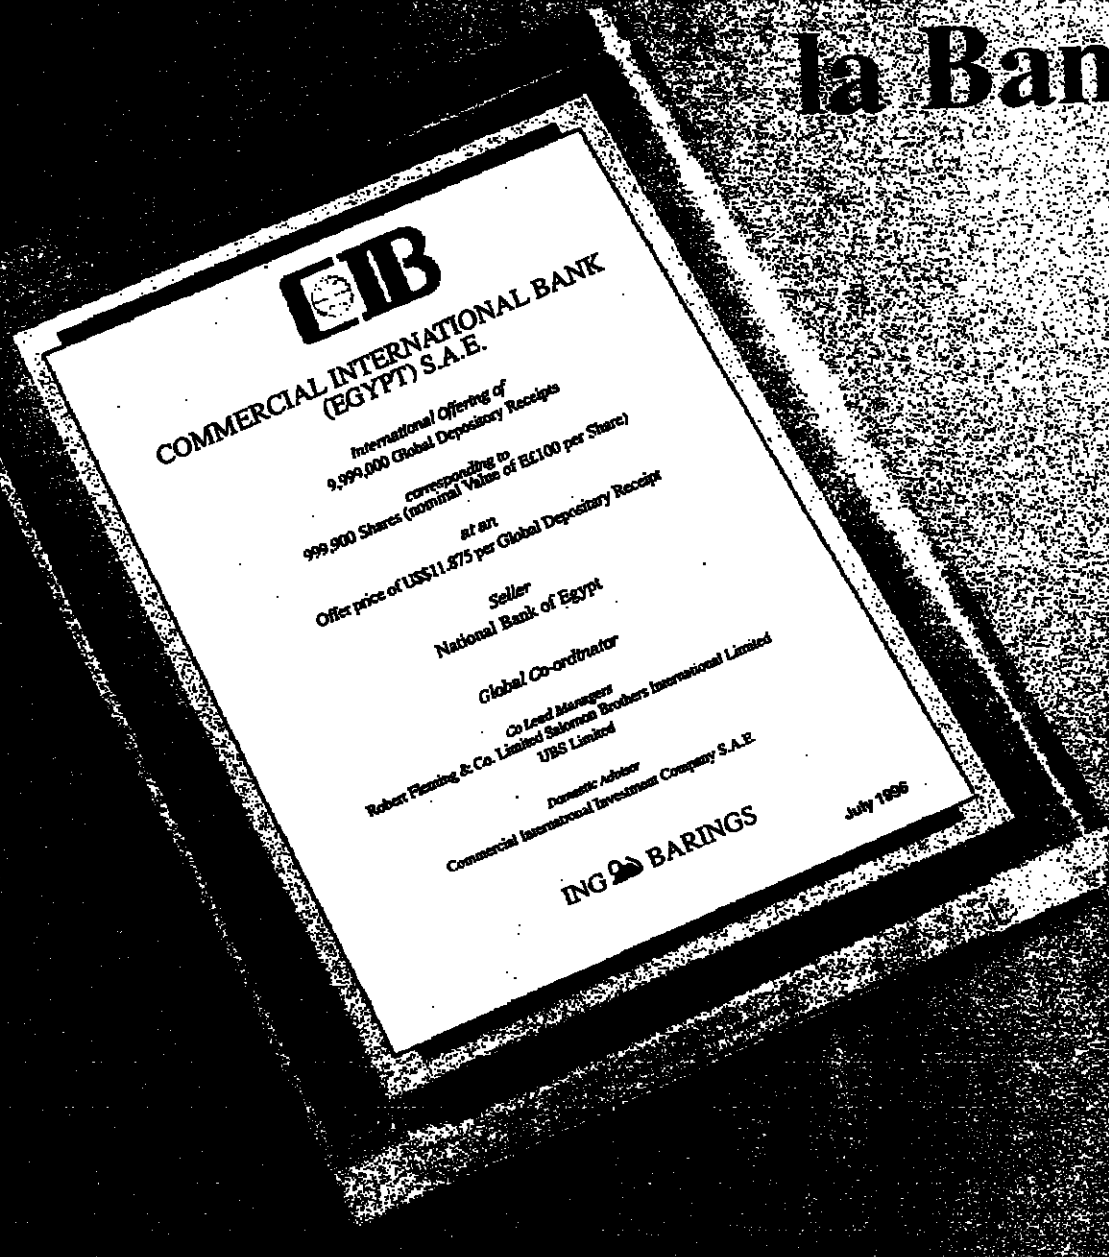 la Ban
CIB
COMMERCIAL INTERNATIONAL BANK
(EGYPT) S.A.E.
International Offering of
9,999,000 Global Depository Receipts
corresponding to
999,900 Shares (nominal Value of E£100 per Share)
at an
Offer price of US$11.875 per Global Depositary Receipt
Seller
National Bank of Egypt
Global Co-ordinator
Co Lead Managers
Robert Fleming & Co. Limited Salomon Brothers International Limited
UBS Limited
Domestic Advisor
Commercial International Investment Company S.A.E.
ING BARINGS
July 1996